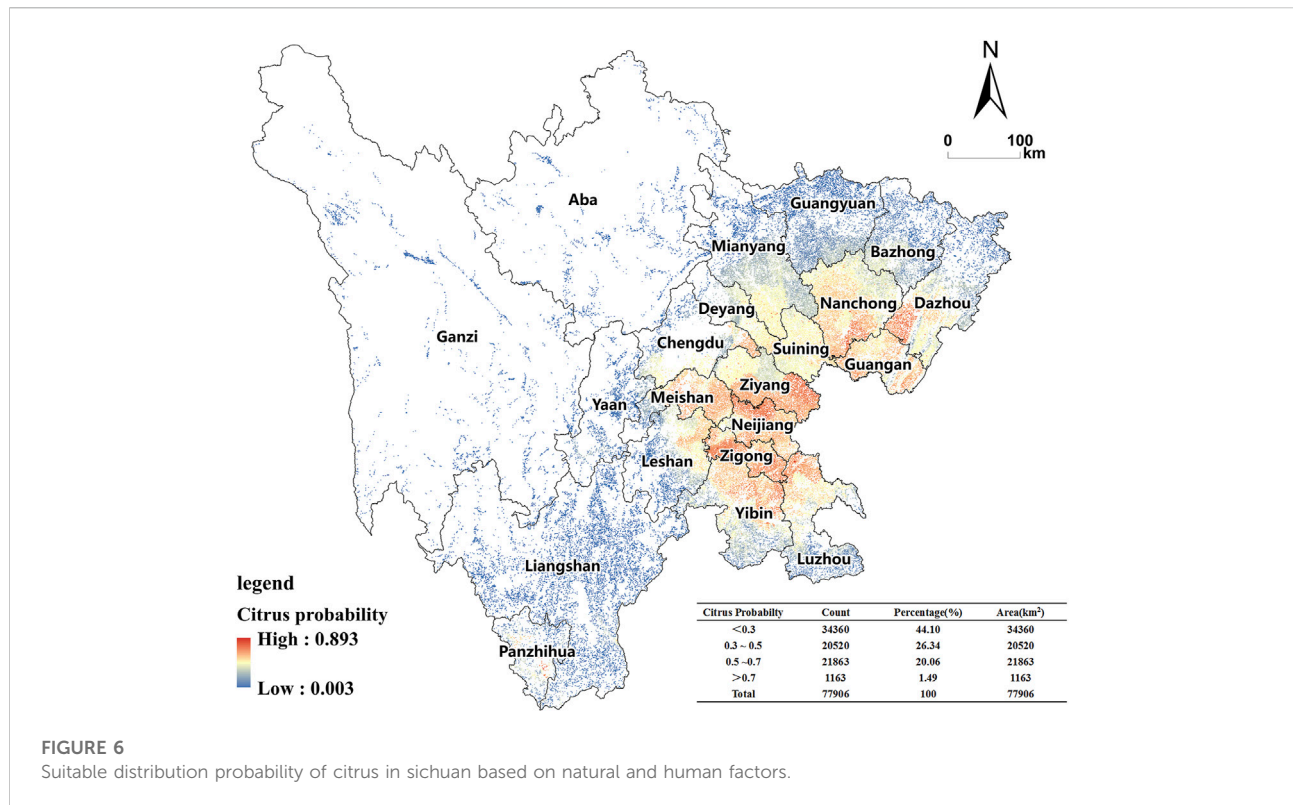 N
0 100
km
Aba
Guangyuan
Mianyang
Bazhong
Deyang
Nanchong
Dazhou
Ganzi
Chengdu
Suining
Guangan
Ziyang
Yaan
Meishan
Neijiang
Leshan
Zigong
Yibin
Luzhou
Liangshan
Panzhihua
legend
Citrus probability
High : 0.893
Low : 0.003
Citrus Probabilty Count Percentage(%) Area(km²)
<0.3 34360 44.10 34360
0.3 ~ 0.5 20520 26.34 20520
0.5 ~0.7 21863 20.06 21863
>0.7 1163 1.49 1163
Total 77906 100 77906
FIGURE 6
Suitable distribution probability of citrus in sichuan based on natural and human factors.